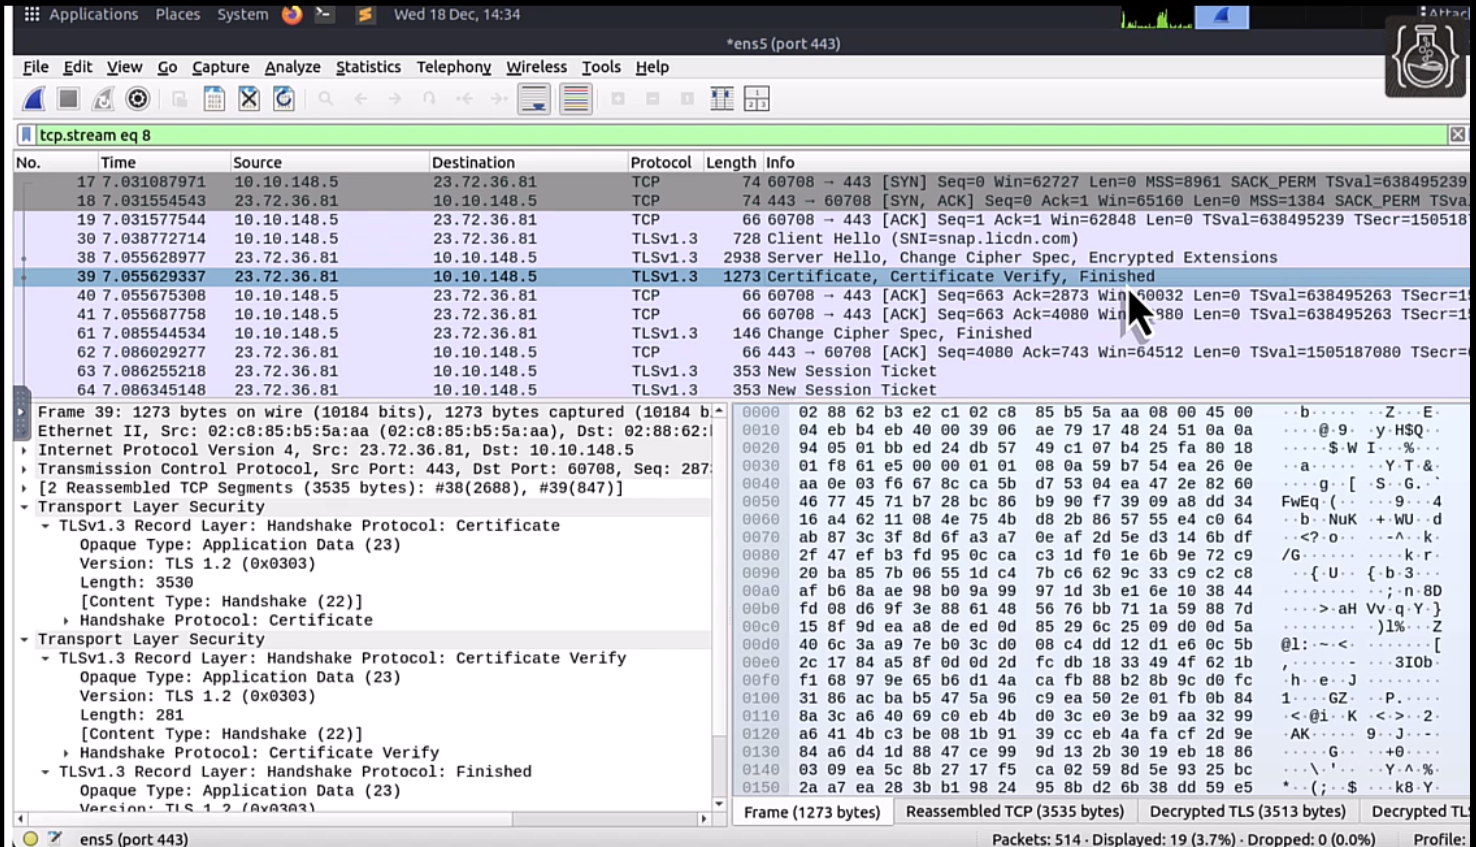 Applications Places System Wed 18 Dec, 14:34
*ens5 (port 443)
File Edit View Go Capture Analyze Statistics Telephony Wireless Tools Help
tcp.stream eq 8
No. Time Source Destination Protocol Length Info
17 7.031087971 10.10.148.5 23.72.36.81 TCP 74 60708 → 443 [SYN] Seq=0 Win=62727 Len=0 MSS=8961 SACK_PERM TSval=638495239
18 7.031554543 23.72.36.81 10.10.148.5 TCP 74 443 → 60708 [SYN, ACK] Seq=0 Ack=1 Win=65160 Len=0 MSS=1384 SACK_PERM TSva
19 7.031577544 10.10.148.5 23.72.36.81 TCP 66 60708 → 443 [ACK] Seq=1 Ack=1 Win=62848 Len=0 TSval=638495239 TSecr=1505187
30 7.038772714 10.10.148.5 23.72.36.81 TLSv1.3 728 Client Hello (SNI=snap.licdn.com)
38 7.055628977 23.72.36.81 10.10.148.5 TLSv1.3 2938 Server Hello, Change Cipher Spec, Encrypted Extensions
39 7.055629337 23.72.36.81 10.10.148.5 TLSv1.3 1273 Certificate, Certificate Verify, Finished
40 7.055675308 10.10.148.5 23.72.36.81 TCP 66 60708 → 443 [ACK] Seq=663 Ack=2873 Win=60032 Len=0 TSval=638495263 TSecr=15
41 7.055687758 10.10.148.5 23.72.36.81 TCP 66 60708 → 443 [ACK] Seq=663 Ack=4080 Len=0 TSval=638495263 TSecr=15
61 7.085544534 10.10.148.5 23.72.36.81 TLSv1.3 146 Change Cipher Spec, Finished
62 7.086029277 23.72.36.81 10.10.148.5 TCP 66 443 → 60708 [ACK] Seq=4080 Ack=743 Win=64512 Len=0 TSval=1505187080 TSecr=
63 7.086255218 23.72.36.81 10.10.148.5 TLSv1.3 353 New Session Ticket
64 7.086345148 23.72.36.81 10.10.148.5 TLSv1.3 353 New Session Ticket
Frame 39: 1273 bytes on wire (10184 bits), 1273 bytes captured (10184 b
Ethernet II, Src: 02:c8:85:b5:5a:aa (02:c8:85:b5:5a:aa), Dst: 02:88:62:
Internet Protocol Version 4, Src: 23.72.36.81, Dst: 10.10.148.5
Transmission Control Protocol, Src Port: 443, Dst Port: 60708, Seq: 287
[2 Reassembled TCP Segments (3535 bytes): #38(2688), #39(847)]
Transport Layer Security
TLSv1.3 Record Layer: Handshake Protocol: Certificate
Opaque Type: Application Data (23)
Version: TLS 1.2 (0x0303)
Length: 3530
[Content Type: Handshake (22)]
Handshake Protocol: Certificate
Transport Layer Security
TLSv1.3 Record Layer: Handshake Protocol: Certificate Verify
Opaque Type: Application Data (23)
Version: TLS 1.2 (0x0303)
Length: 281
[Content Type: Handshake (22)]
Handshake Protocol: Certificate Verify
TLSv1.3 Record Layer: Handshake Protocol: Finished
Opaque Type: Application Data (23)
Version: TLS 1.2 (0x0303)
0000 02 88 62 b3 e2 c1 02 c8 85 b5 5a aa 08 00 45 00 ··b····· ··Z···E·
0010 04 eb b4 eb 40 00 39 06 ae 79 17 48 24 51 0a 0a ····@·9· ·y·H$Q··
0020 94 05 01 bb ed 24 db 57 49 c1 07 b4 25 fa 80 18 ·····$·W I···%···
0030 01 f8 61 e5 00 00 01 01 08 0a 59 b7 54 ea 26 0e ··a····· ··Y·T·&·
0040 aa 0e 03 f6 67 8c ca 5b d7 53 04 ea 47 2e 82 60 ····g··[ ·S··G.·`
0050 46 77 45 71 b7 28 bc 86 b9 90 f7 39 09 a8 dd 34 FwEq·(·· ···9···4
0060 16 a4 62 11 08 4e 75 4b d8 2b 86 57 55 e4 c0 64 ··b··NuK ·+·WU··d
0070 ab 87 3c 3f 8d 6f a3 a7 0e af 2d 5e d3 14 6b df ··<?·o·· ··-^··k·
0080 2f 47 ef b3 fd 95 0c ca c3 1d f0 1e 6b 9e 72 c9 /G······ ····k·r·
0090 20 ba 85 7b 06 55 1d c4 7b c6 62 9c 33 c9 c2 c8 ···{·U·· {·b·3···
00a0 af b6 8a ae 98 b0 9a 99 97 1d 3b e1 6e 10 38 44 ········ ··;·n·8D
00b0 fd 08 d6 9f 3e 88 61 48 56 76 bb 71 1a 59 88 7d ····>·aH Vv·q·Y·}
00c0 15 8f 9d ea a8 de ed 0d 85 29 6c 25 09 d0 0d 5a ········ ·)l%···Z
00d0 40 6c 3a a9 7e b0 3c d0 08 c4 dd 12 d1 e6 0c 5b @l:·~·<· ·······[
00e0 2c 17 84 a5 8f 0d 0d 2d fc db 18 33 49 4f 62 1b ,······- ···3IOb·
00f0 f1 68 97 9e 65 b6 d1 4a ca fb 88 b2 8b 9c d0 fc ·h··e··J ········
0100 31 86 ac ba b5 47 5a 96 c9 ea 50 2e 01 fb 0b 84 1····GZ· ··P.····
0110 8a 3c a6 40 69 c0 eb 4b d0 3c e0 3e b9 aa 32 99 ·<·@i··K ·<·>··2·
0120 a6 41 4b c3 be 08 1b 91 39 cc eb 4a fa cf 2d 9e ·AK····· 9··J··-·
0130 84 a6 d4 1d 88 47 ce 99 9d 13 2b 30 19 eb 18 86 ·····G·· ··+0····
0140 03 09 ea 5c 8b 27 17 f5 ca 02 59 8d 5e 93 25 bc ···\·'·· ··Y·^·%·
0150 2a a7 ea 28 3b b1 98 24 95 8b d2 6b 38 dd 59 e5 *··(;··$ ···k8·Y·
Frame (1273 bytes) Reassembled TCP (3535 bytes) Decrypted TLS (3513 bytes) Decrypted TL
ens5 (port 443) Packets: 514 · Displayed: 19 (3.7%) · Dropped: 0 (0.0%) Profile: